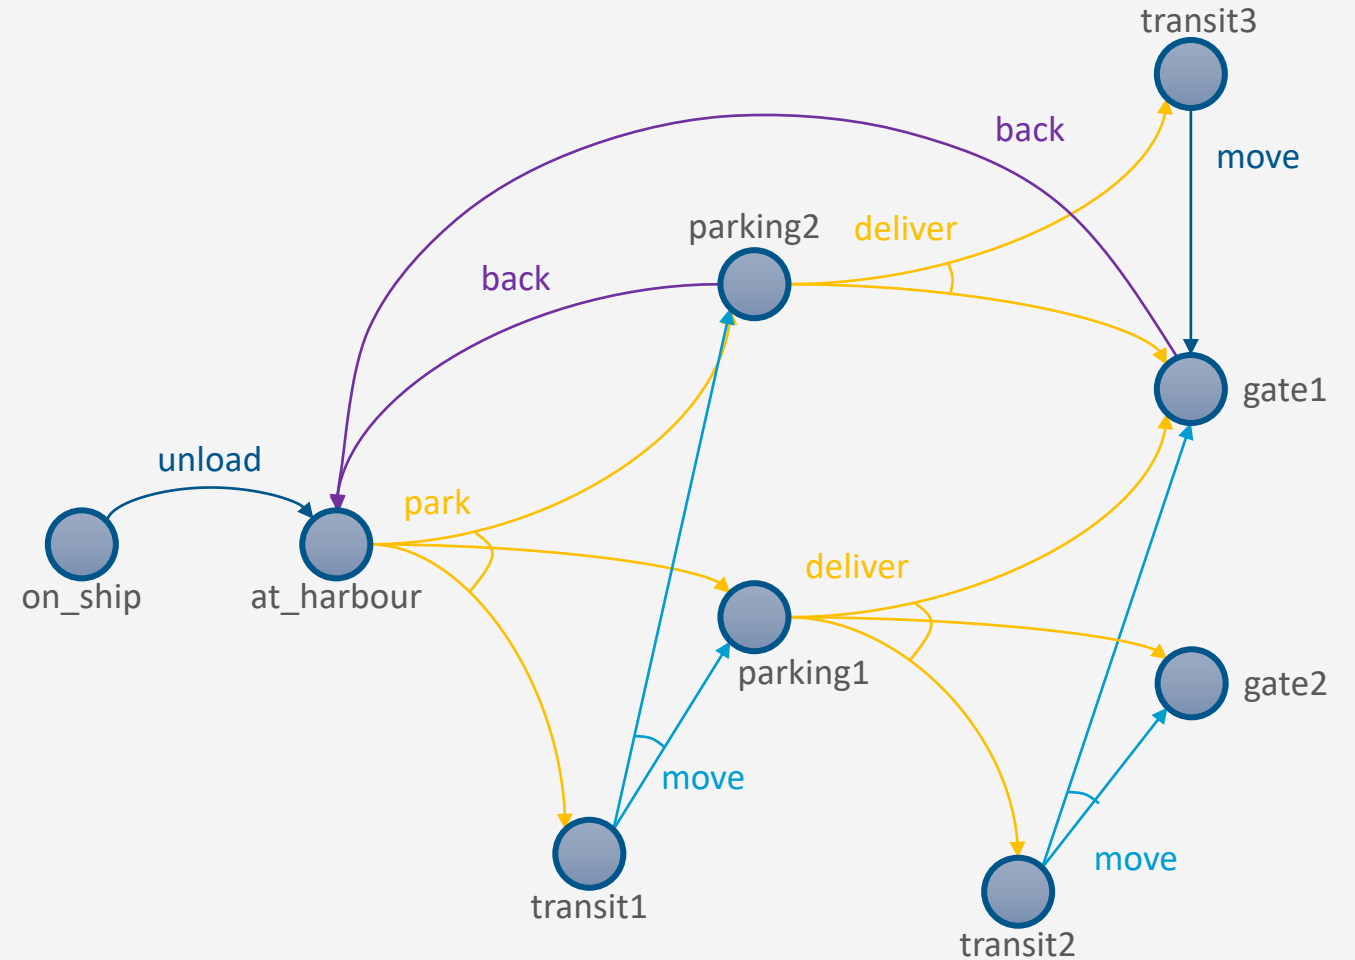 transit3
back
move
parking2
deliver
back
gate1
unload
park
deliver
on_ship
at_harbour
parking1
gate2
move
move
transit1
transit2